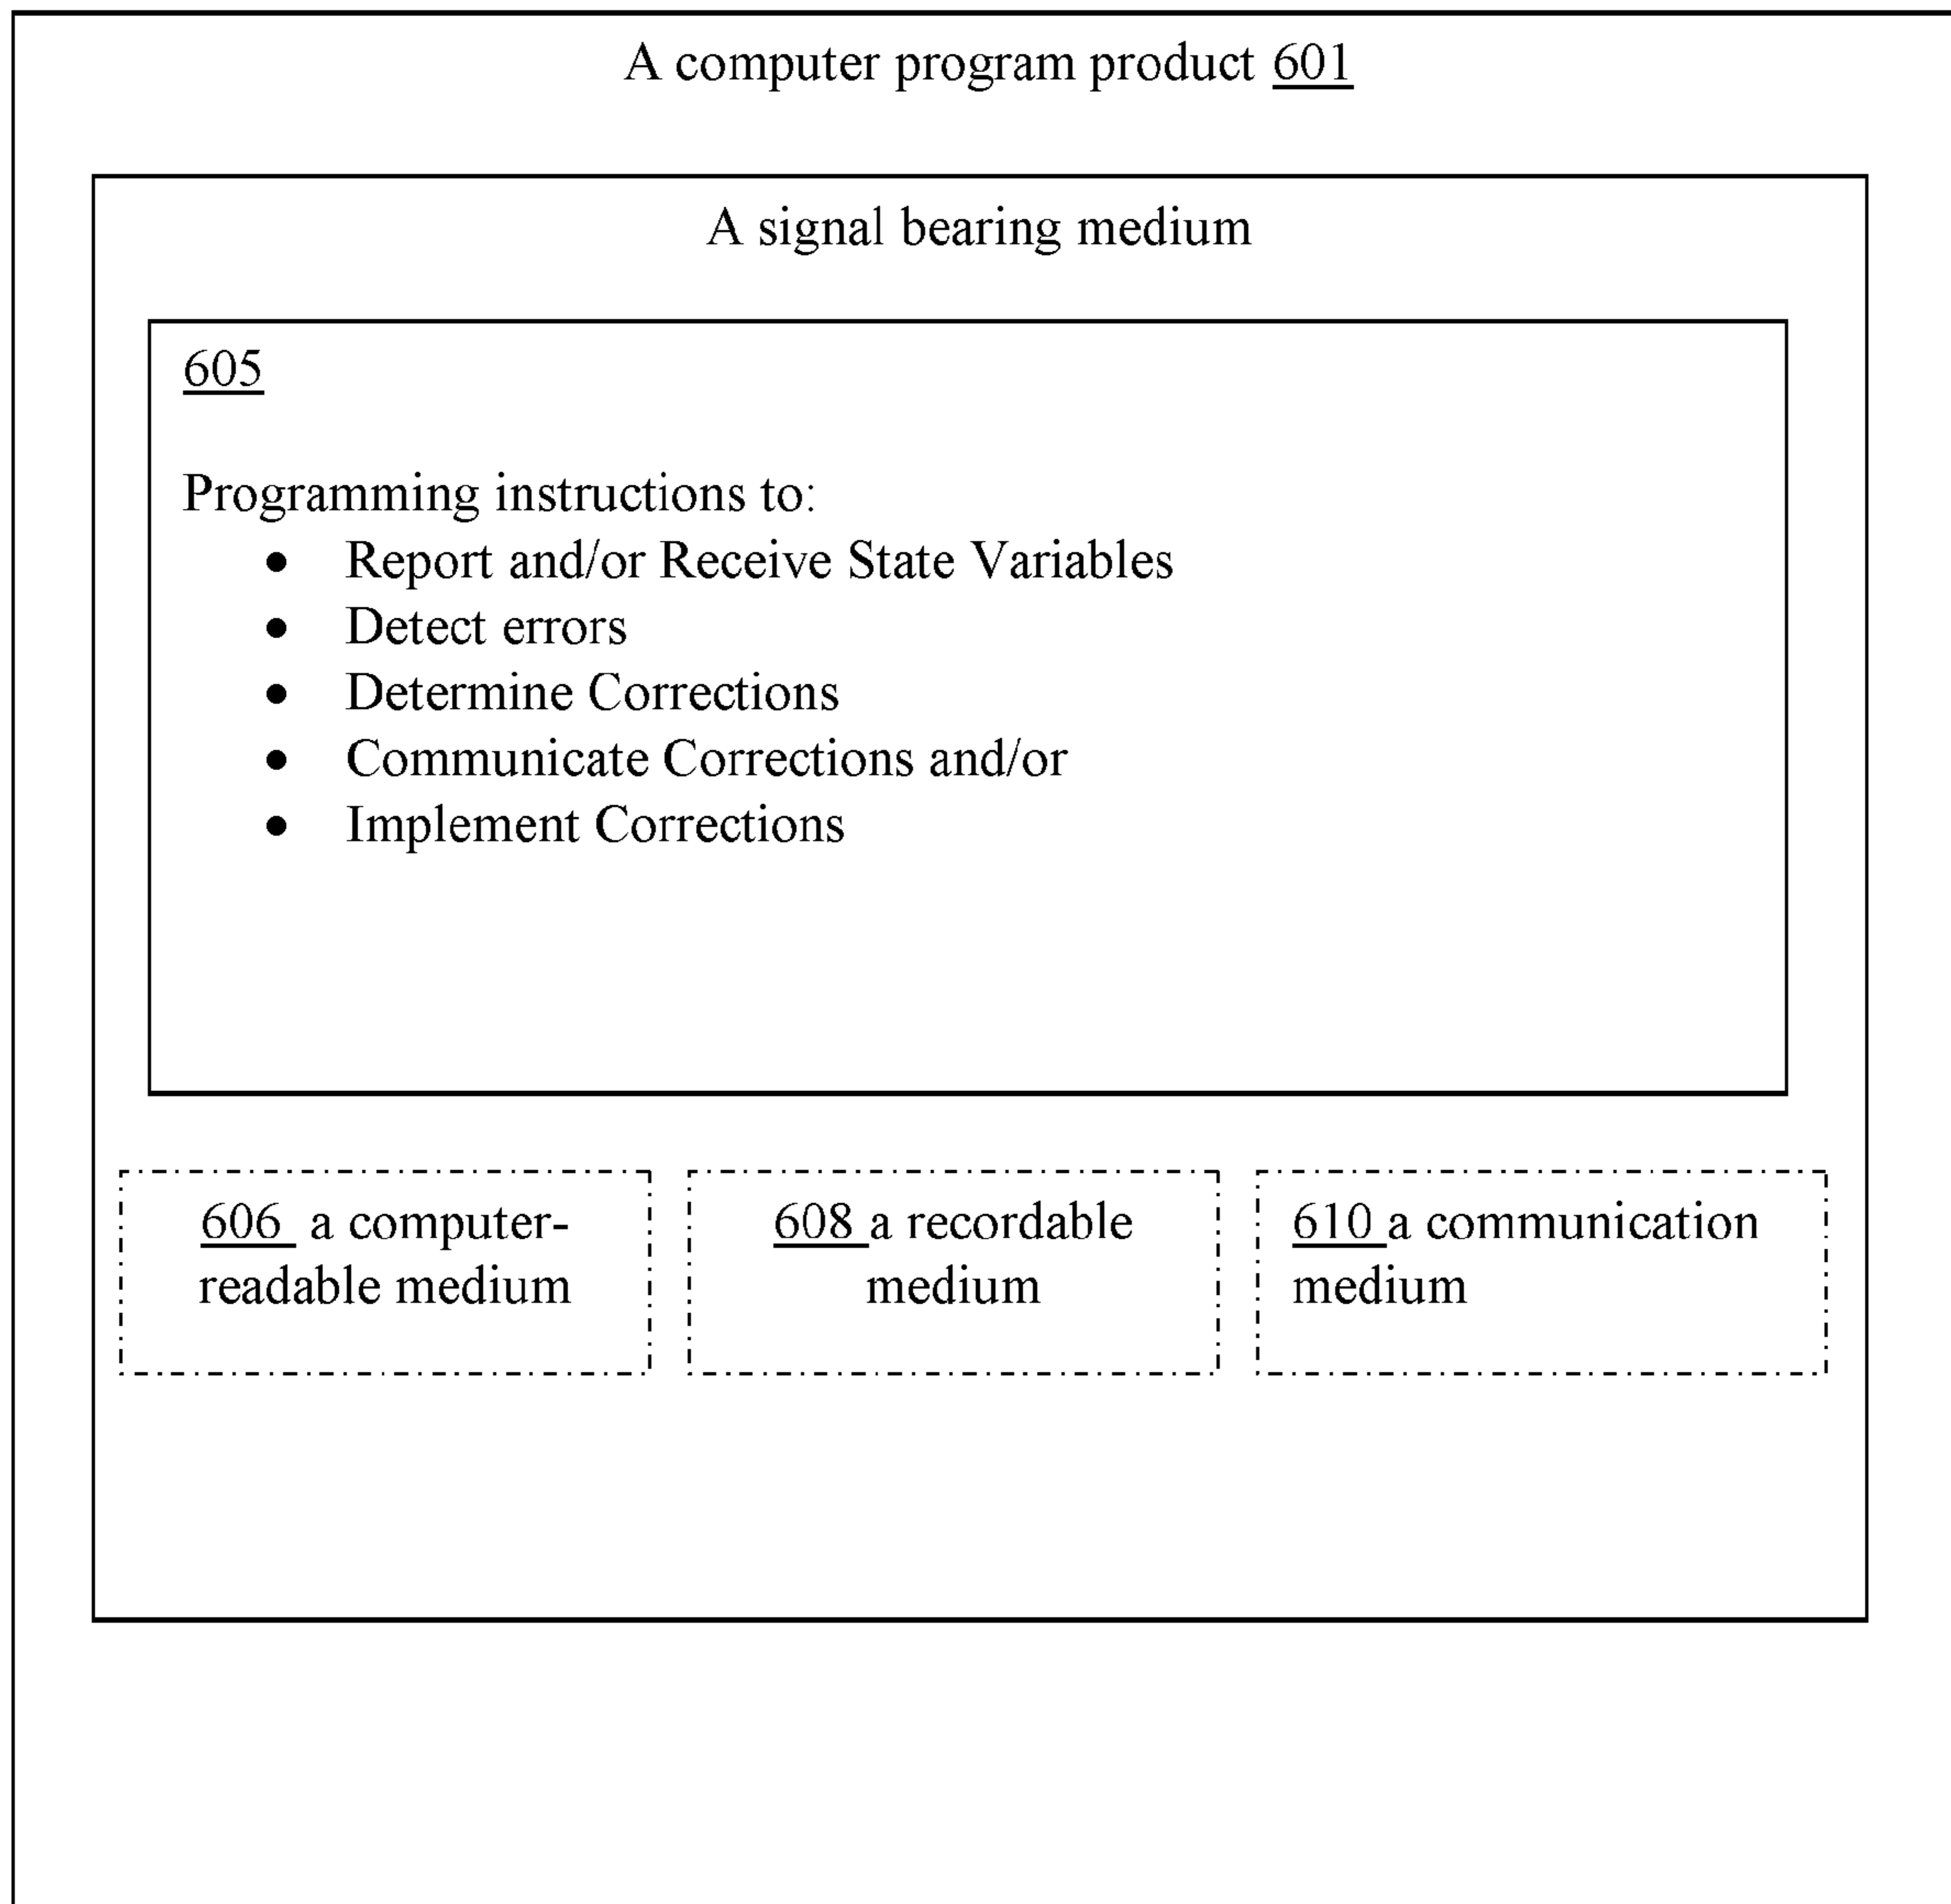 A computer program product 601
A signal bearing medium
605
Programming instructions to:
● Report and/or Receive State Variables
● Detect errors
● Determine Corrections
● Communicate Corrections and/or
● Implement Corrections
606 a computer-
readable medium
608 a recordable
medium
610 a communication
medium